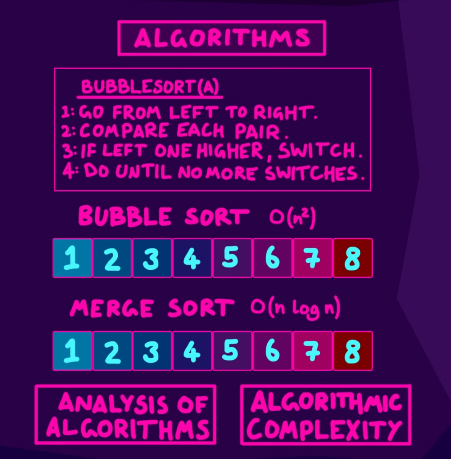 ALGORITHMS
BUBBLESORT(A)
1: GO FROM LEFT TO RIGHT.
2: COMPARE EACH PAIR.
3: IF LEFT ONE HIGHER, SWITCH.
4: DO UNTIL NO MORE SWITCHES.
BUBBLE SORT O(n²)
1 2 3 4 5 6 7 8
MERGE SORT O(n log n)
1 2 3 4 5 6 7 8
ANALYSIS OF
ALGORITHMS
ALGORITHMIC
COMPLEXITY